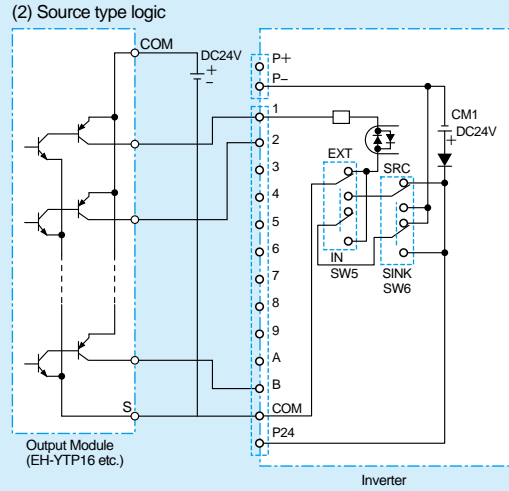 (2) Source type logic
COM
DC24V
+
-
P+
P-
1
2
3
4
5
6
7
8
9
A
B
COM
P24
CM1
+ DC24V
EXT
SRC
IN
SW5
SINK
SW6
S
Output Module
(EH-YTP16 etc.)
Inverter